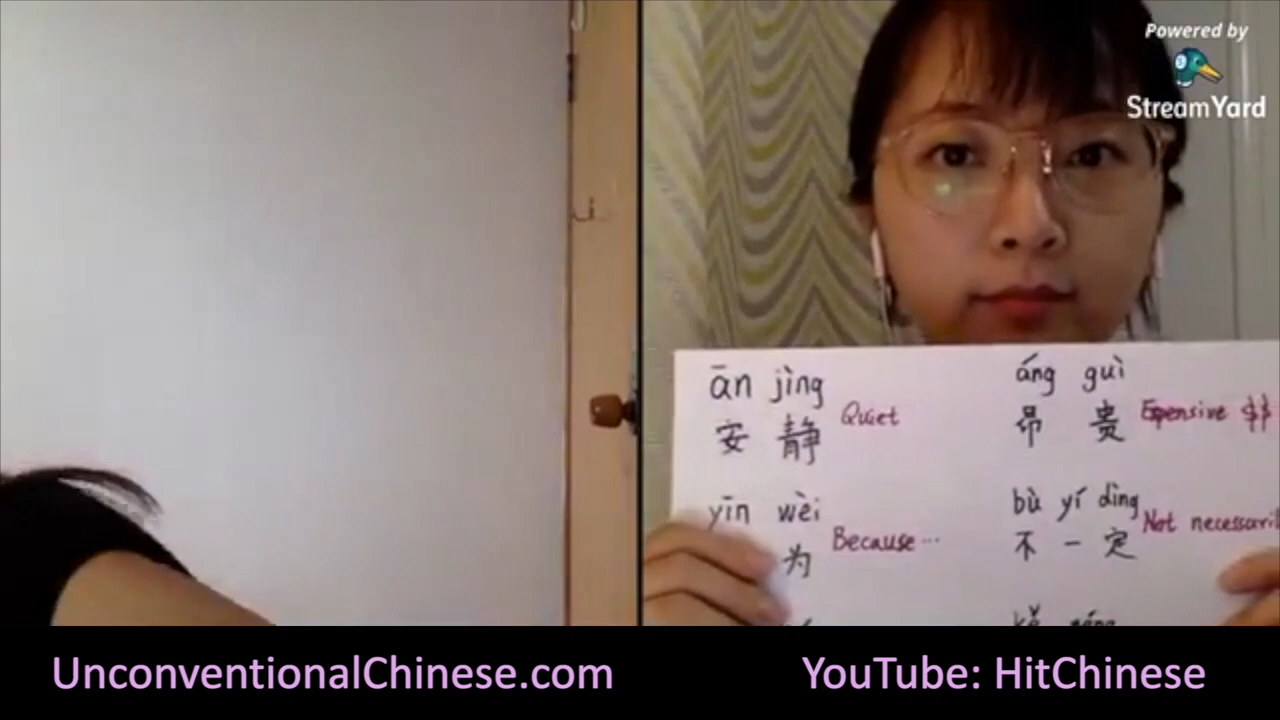 Powered by
StreamYard
ān jìng
安 静 Quiet
áng guì
昂 贵 Expensive $$
yīn wèi
为 Because...
bù yí dìng
不 一 定 Not necessaril
UnconventionalChinese.com
YouTube: HitChinese